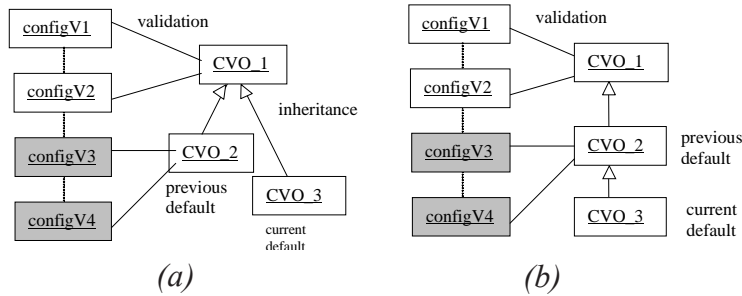 configV1
validation
CVO_1
configV2
inheritance
configV3
CVO_2
previous
default
CVO_3
configV4
current
default
(a)
configV1
validation
CVO_1
configV2
configV3
CVO_2
previous
default
configV4
CVO_3
current
default
(b)